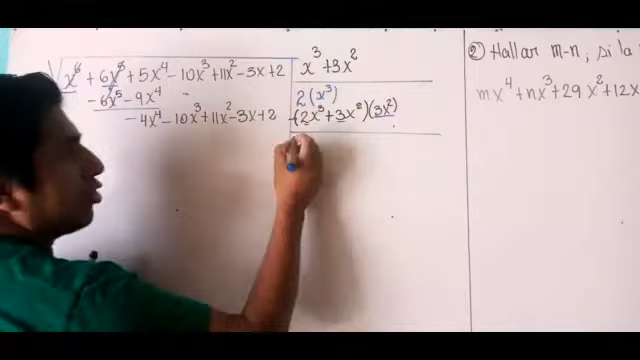 √x⁶ + 6x⁵ + 5x⁴ - 10x³ + 11x² - 3x + 2 | x³ + 3x²
- 6x⁵ - 9x⁴ | 2(x³)
- 4x⁴ - 10x³ + 11x² - 3x + 2 | -(2x³ + 3x²)(3x²)
② Hallar m-n; si la
mx⁴ + nx³ + 29x² + 12x